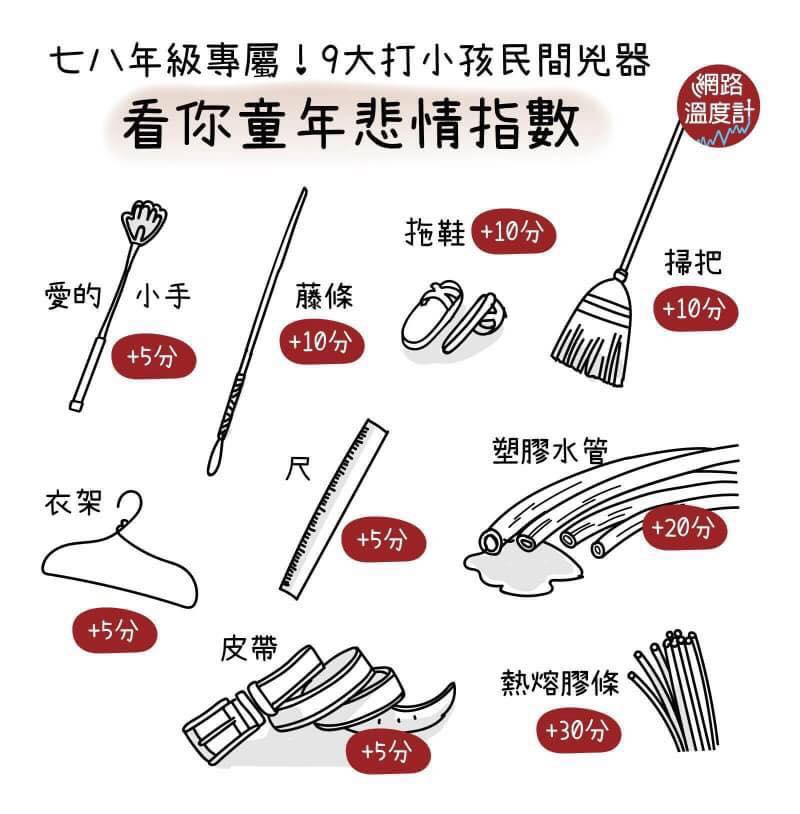 七八年級專屬!9大打小孩民間兇器
看你童年悲情指數
網路
溫度計
愛的小手
+5分
藤條
+10分
拖鞋
+10分
掃把
+10分
衣架
+5分
尺
+5分
塑膠水管
+20分
皮帶
+5分
熱熔膠條
+30分